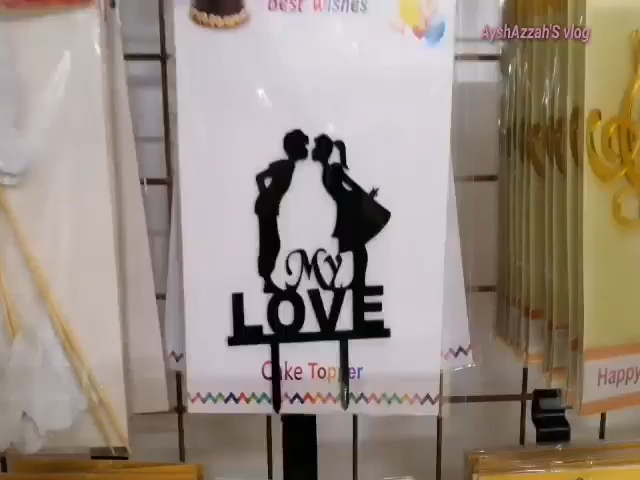 Best Wishes
AyshAzzah'S vlog
My
LOVE
Cake Topper
Happy